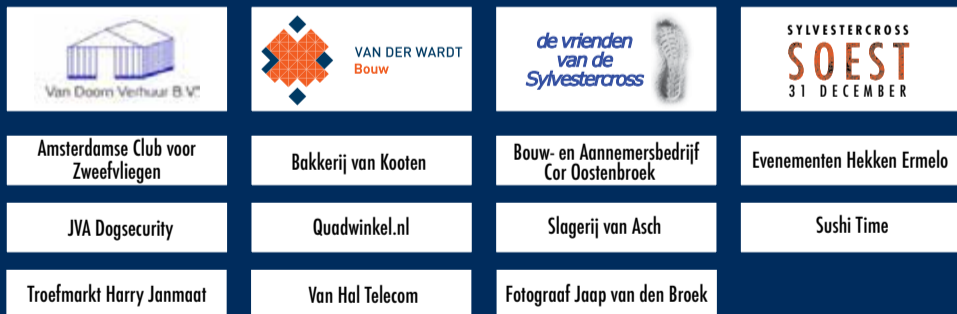 Van Doorn Verhuur B.V.
VAN DER WARDT
Bouw
de vrienden
van de
Sylvestercross
SYLVESTERCROSS
SOEST
31 DECEMBER
Amsterdamse Club voor
Zweefvliegen
Bakkerij van Kooten
Bouw- en Aannemersbedrijf
Cor Oostenbroek
Evenementen Hekken Ermelo
JVA Dogsecurity
Quadwinkel.nl
Slagerij van Asch
Sushi Time
Troefmarkt Harry Janmaat
Van Hal Telecom
Fotograaf Jaap van den Broek